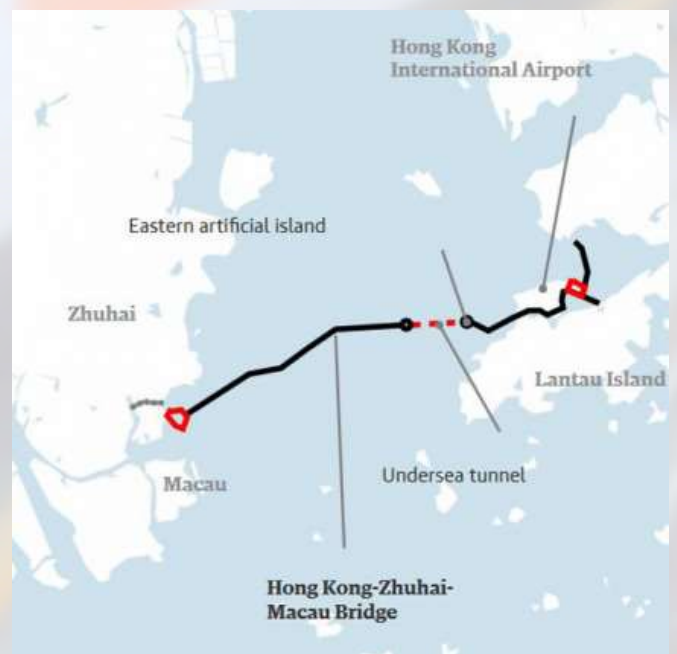 Hong Kong
International Airport
Eastern artificial island
Zhuhai
Lantau Island
Undersea tunnel
Macau
Hong Kong-Zhuhai-
Macau Bridge